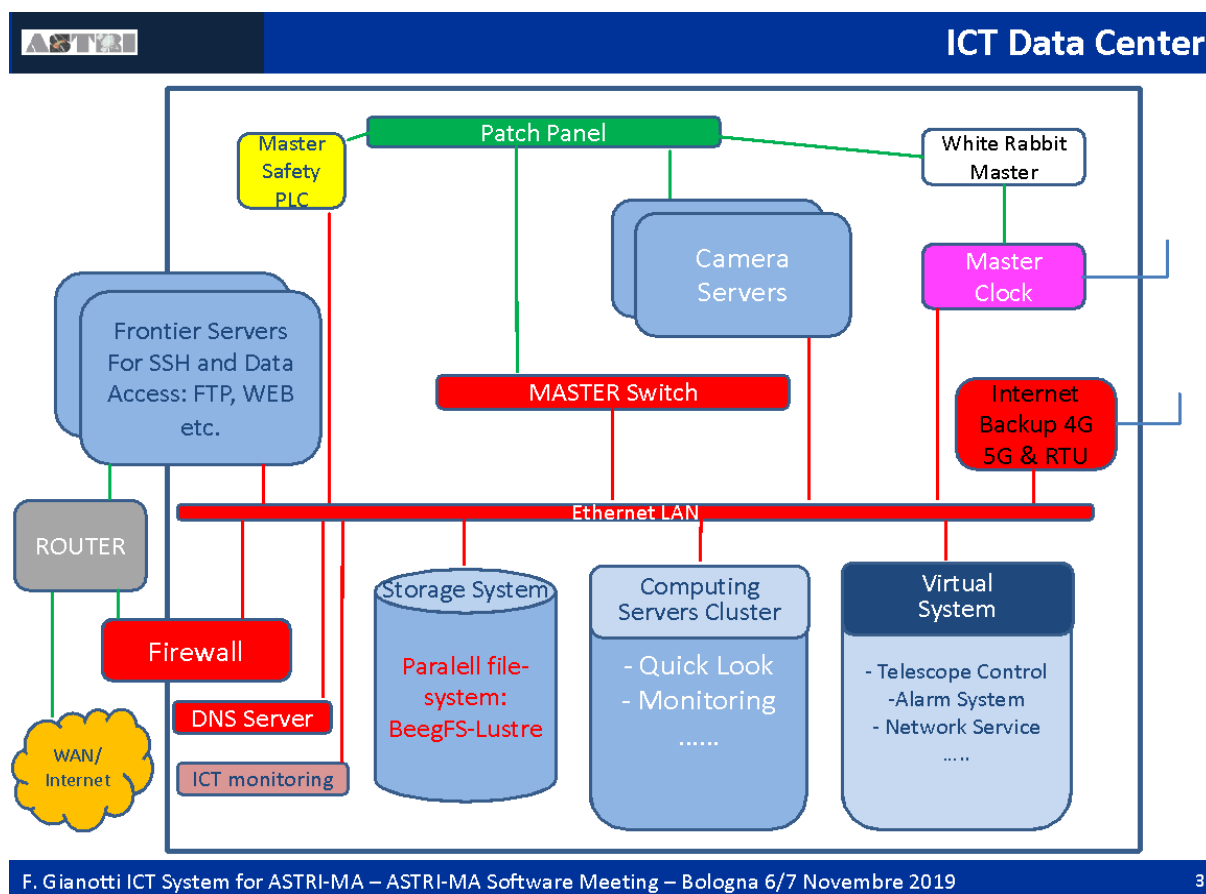 ASTRI
ICT Data Center
Patch Panel
Master
Safety
PLC
White Rabbit
Master
Camera
Servers
Master
Clock
Frontier Servers
For SSH and Data
Access: FTP, WEB
etc.
MASTER Switch
Internet
Backup 4G
5G & RTU
Ethernet LAN
ROUTER
Storage System
Paralell file-
system:
BeegFS-Lustre
Computing
Servers Cluster
- Quick Look
- Monitoring
......
Virtual
System
- Telescope Control
-Alarm System
- Network Service
.....
Firewall
DNS Server
ICT monitoring
WAN/
Internet
F. Gianotti ICT System for ASTRI-MA – ASTRI-MA Software Meeting – Bologna 6/7 Novembre 2019
3